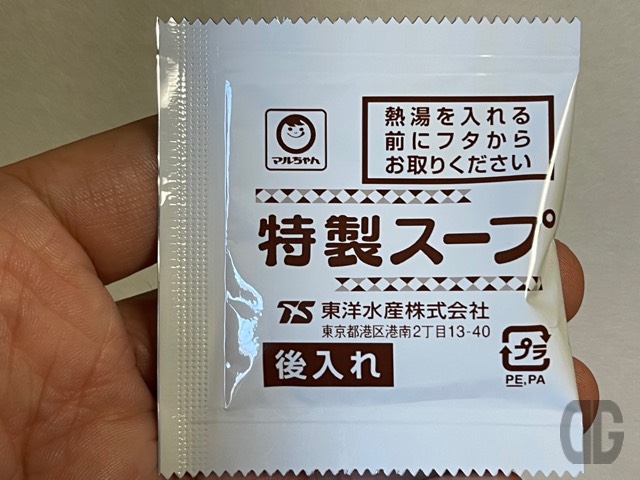 熱湯を入れる
前にフタから
お取りください
マルちゃん
特製スープ
TS 東洋水産株式会社
東京都港区港南2丁目13-40
後入れ
プラ
PE,PA
DG